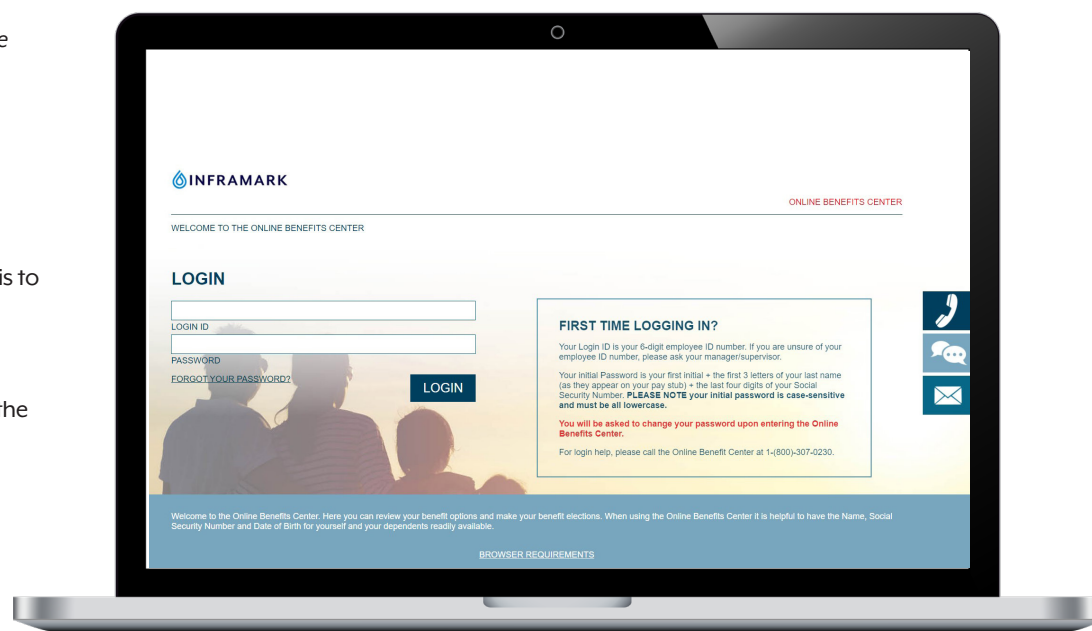 e
is to
the
INFRAMARK
ONLINE BENEFITS CENTER
WELCOME TO THE ONLINE BENEFITS CENTER
LOGIN
LOGIN ID
PASSWORD
FORGOT YOUR PASSWORD?
LOGIN
FIRST TIME LOGGING IN?
Your Login ID is your 6-digit employee ID number. If you are unsure of your
employee ID number, please ask your manager/supervisor.
Your initial Password is your first initial + the first 3 letters of your last name
(as they appear on your pay stub) + the last four digits of your Social
Security Number. PLEASE NOTE your initial password is case-sensitive
and must be all lowercase.
You will be asked to change your password upon entering the Online
Benefits Center.
For login help, please call the Online Benefit Center at 1-(800)-307-0230.
Welcome to the Online Benefits Center. Here you can review your benefit options and make your benefit elections. When using the Online Benefits Center it is helpful to have the Name, Social
Security Number and Date of Birth for yourself and your dependents readily available.
BROWSER REQUIREMENTS